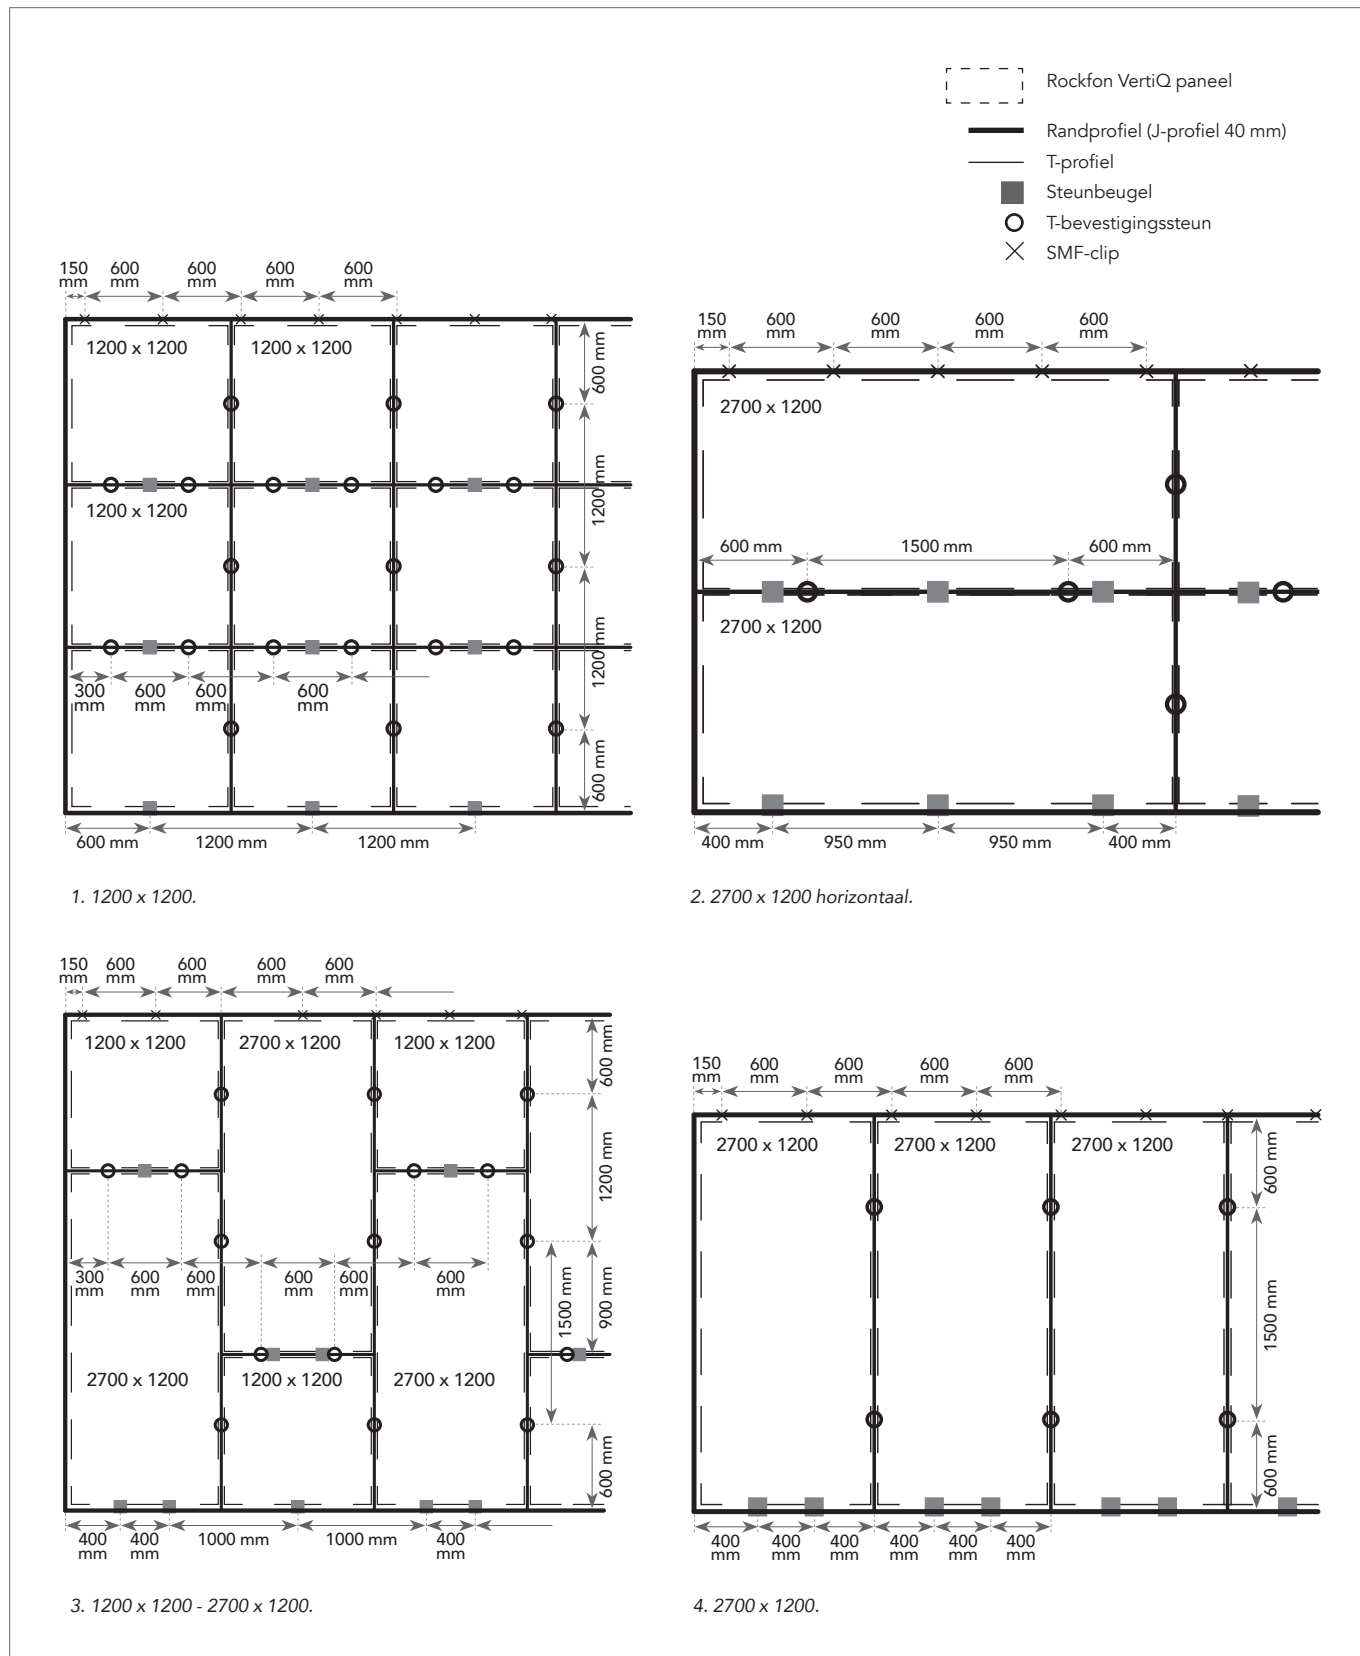 Rockfon VertiQ paneel
Randprofiel (J-profiel 40 mm)
T-profiel
Steunbeugel
T-bevestigingssteun
SMF-clip
150 mm
600 mm
600 mm
600 mm
600 mm
1200 x 1200
1200 x 1200
600 mm
1200 mm
1200 x 1200
1200 mm
300 mm
600 mm
600 mm
600 mm
600 mm
600 mm
1200 mm
1200 mm
1. 1200 x 1200.
150 mm
600 mm
600 mm
600 mm
600 mm
2700 x 1200
600 mm
1500 mm
600 mm
2700 x 1200
400 mm
950 mm
950 mm
400 mm
2. 2700 x 1200 horizontaal.
150 mm
600 mm
600 mm
600 mm
600 mm
1200 x 1200
2700 x 1200
1200 x 1200
600 mm
1200 mm
300 mm
600 mm
600 mm
600 mm
600 mm
600 mm
1500 mm
900 mm
2700 x 1200
1200 x 1200
2700 x 1200
600 mm
400 mm
400 mm
1000 mm
1000 mm
400 mm
3. 1200 x 1200 - 2700 x 1200.
150 mm
600 mm
600 mm
600 mm
600 mm
2700 x 1200
2700 x 1200
2700 x 1200
600 mm
1500 mm
600 mm
400 mm
400 mm
400 mm
400 mm
400 mm
400 mm
4. 2700 x 1200.